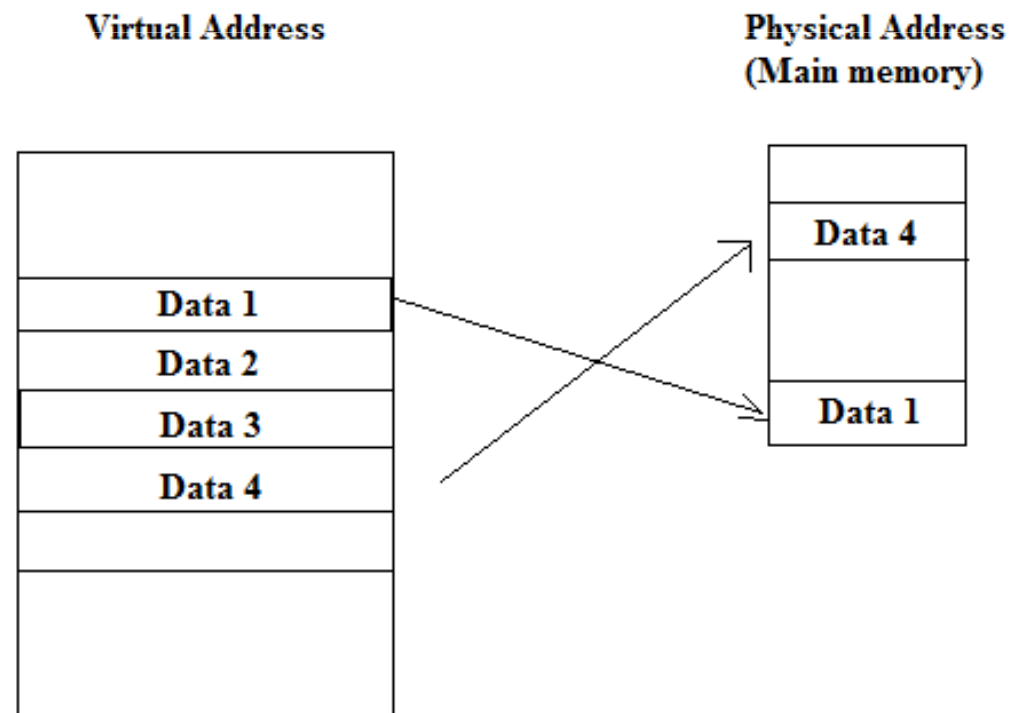 Virtual Address
Physical Address
(Main memory)
Data 1
Data 2
Data 3
Data 4
Data 4
Data 1